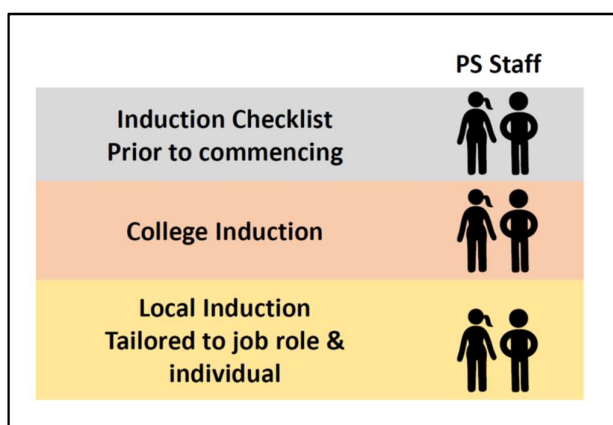 PS Staff
Induction Checklist
Prior to commencing
College Induction
Local Induction
Tailored to job role &
individual